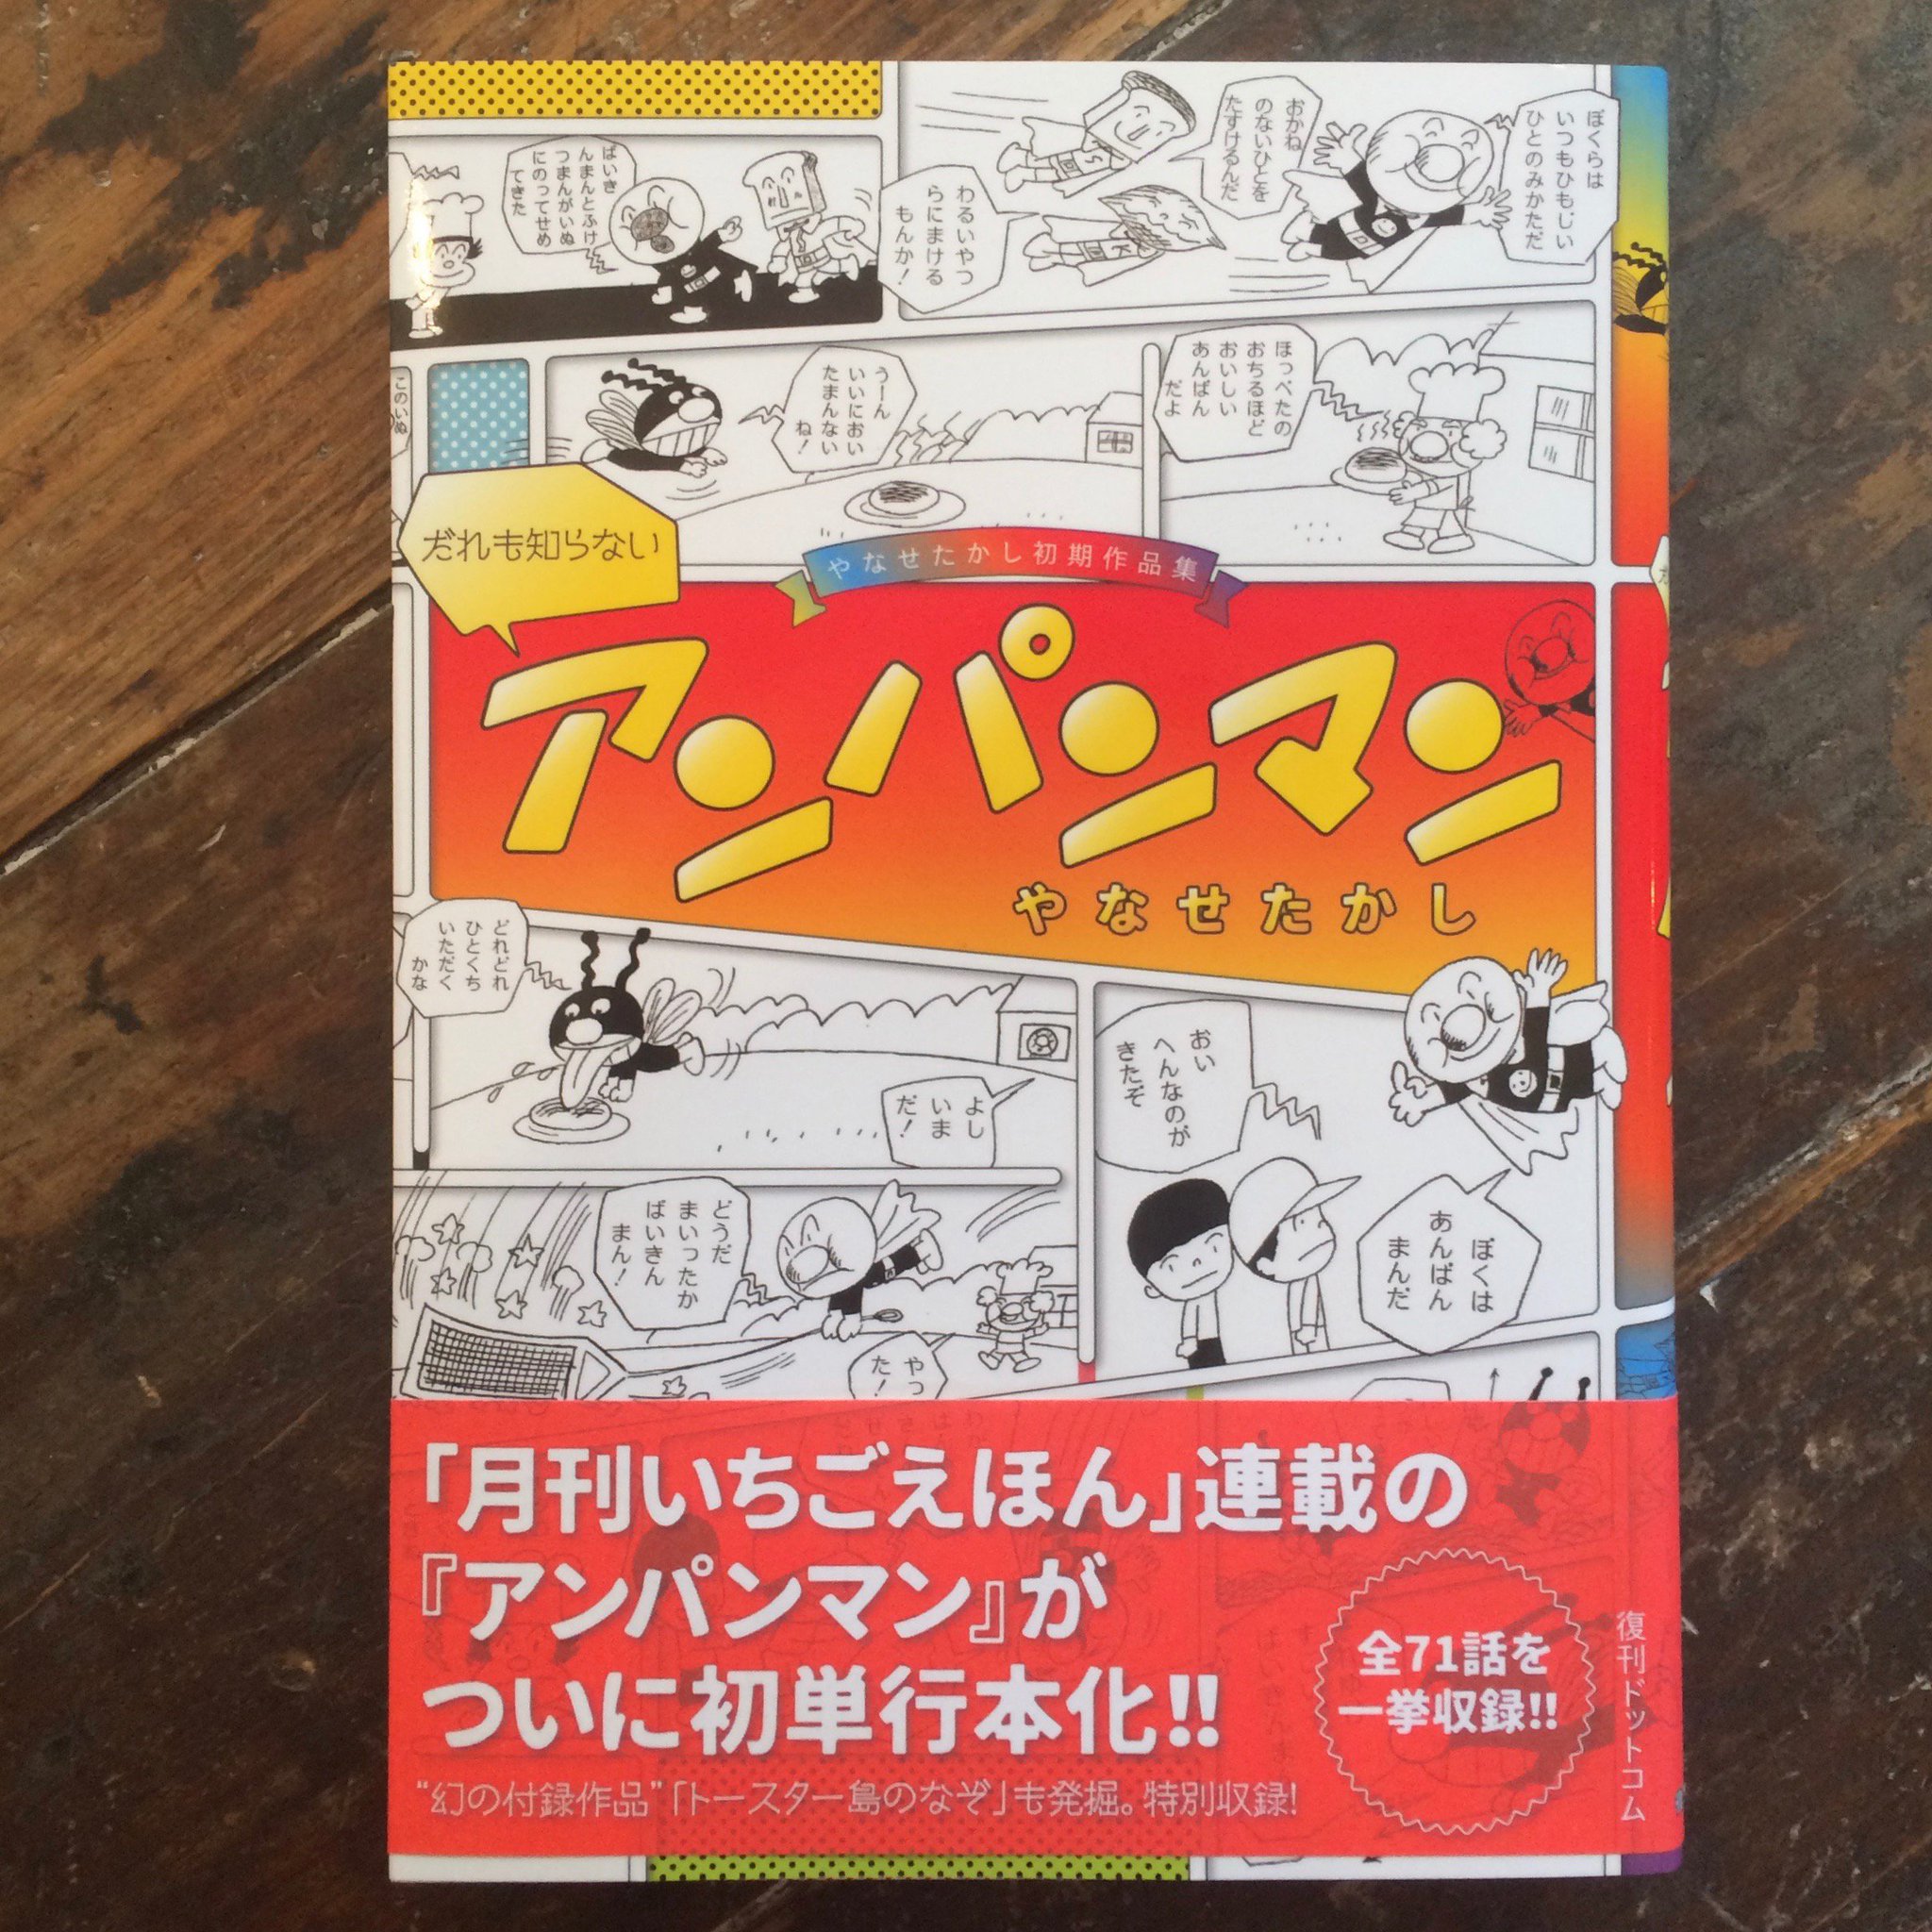 ぼくらは
いつもひもじい
ひとのみかただ
おかね
のないひとを
たすけるんだ
わるいやつ
らにまける
もんか!
ばいき
んまんとふけ
つまんがいぬ
にのってせめ
てきた
ほっぺたの
おちるほど
おいしい
あんぱん
だよ
うーん
いいにおい
たまんない
ね!
このいぬ
だれも知らない
やなせたかし初期作品集
アンパンマン
やなせたかし
どれどれ
ひとくち
いただく
かな
よし
いま
だ!
おい
へんなのが
きたぞ
ぼくは
あんぱん
まんだ
どうだ
まいったか
ばいきん
まん!
やっ
た!
「月刊いちごえほん」連載の
『アンパンマン』が
ついに初単行本化!!
全71話を
一挙収録!!
“幻の付録作品”「トースター島のなぞ」も発掘。特別収録!
復刊ドットコム